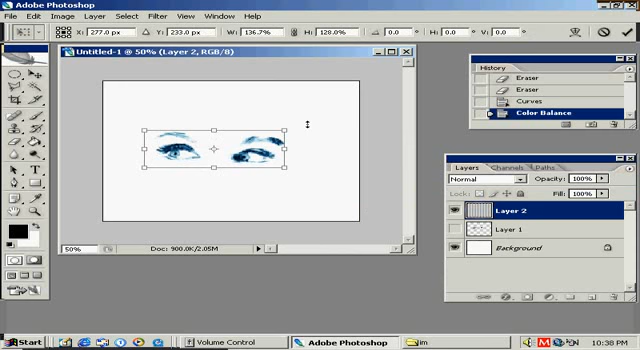 Adobe Photoshop
File Edit Image Layer Select Filter View Window Help
X: 277.0 px Y: 233.0 px W: 136.7% H: 128.0% 0.0 ° H: 0.0 ° V: 0.0 °
Untitled-1 @ 50% (Layer 2, RGB/8)
50% Doc: 900.0K/2.05M
History
Eraser
Eraser
Curves
Color Balance
Layers Channels Paths
Normal Opacity: 100%
Lock: Fill: 100%
Layer 2
Layer 1
Background
Start Volume Control Adobe Photoshop im 10:38 PM